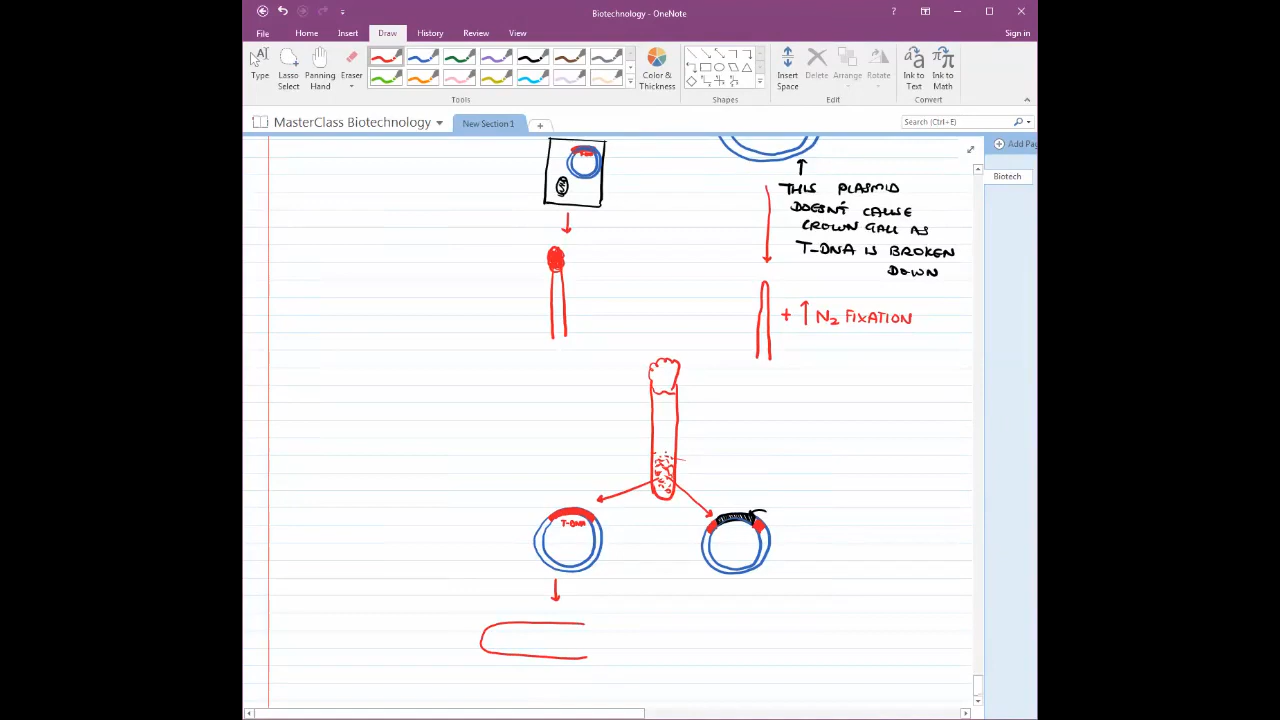 Biotechnology - OneNote
?
File
Home
Insert
Draw
History
Review
View
Sign in
Type
Lasso
Select
Panning
Hand
Eraser
Color &
Thickness
Insert
Space
Delete
Arrange
Rotate
Ink to
Text
Ink to
Math
Tools
Shapes
Edit
Convert
MasterClass Biotechnology
New Section 1
Search (Ctrl+E)
Add Pag
Biotech
THIS PLASMID
DOESN'T CAUSE
CROWN GALL AS
T-DNA IS BROKEN
DOWN
+ ↑ N2 FIXATION
T-DNA